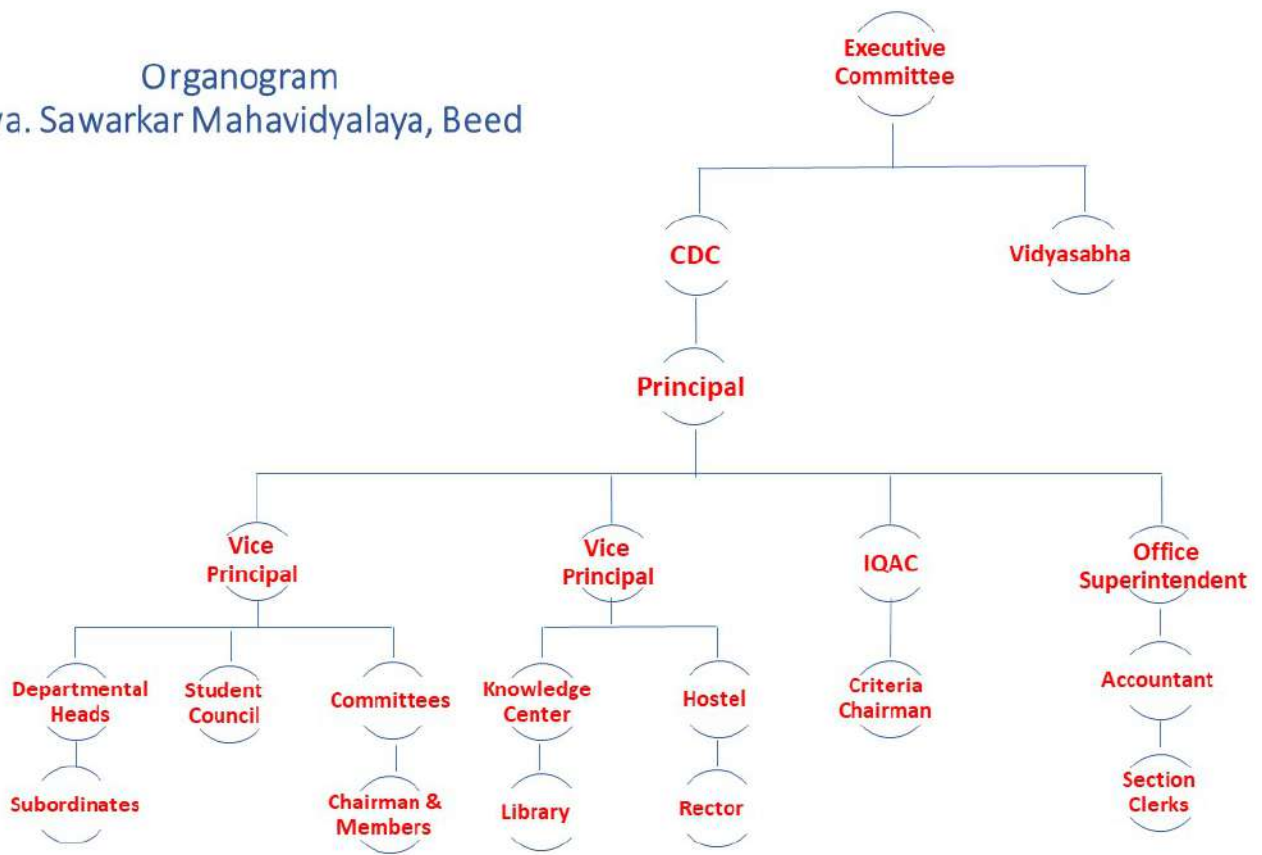 Organogram
a. Sawarkar Mahavidyalaya, Beed
Executive
Committee
CDC
Vidyasabha
Principal
Vice
Principal
Vice
Principal
IQAC
Office
Superintendent
Departmental
Heads
Student
Council
Committees
Knowledge
Center
Hostel
Criteria
Chairman
Accountant
Subordinates
Chairman &
Members
Library
Rector
Section
Clerks